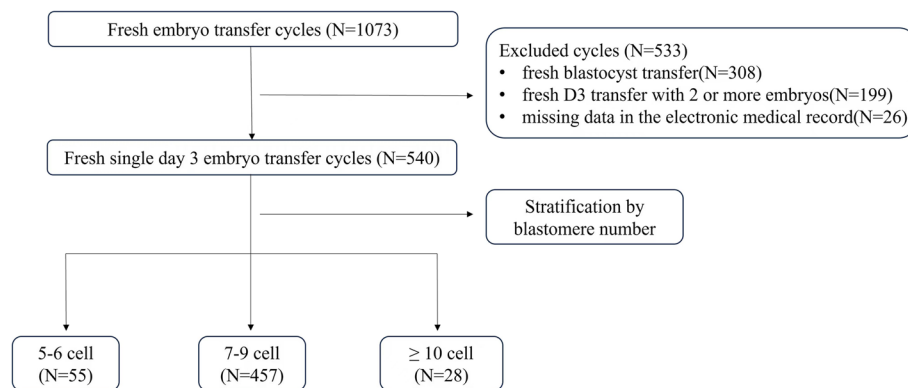 Fresh embryo transfer cycles (N=1073)
Excluded cycles (N=533)
• fresh blastocyst transfer(N=308)
• fresh D3 transfer with 2 or more embryos(N=199)
• missing data in the electronic medical record(N=26)
Fresh single day 3 embryo transfer cycles (N=540)
Stratification by
blastomere number
5-6 cell
(N=55)
7-9 cell
(N=457)
≥ 10 cell
(N=28)